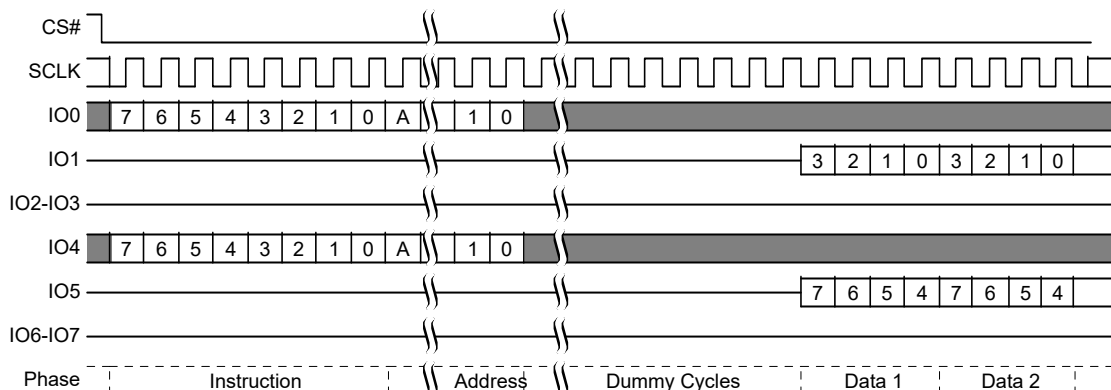 CS#
SCLK
IO0 7 6 5 4 3 2 1 0 A 1 0
IO1 3 2 1 0 3 2 1 0
IO2-IO3
IO4 7 6 5 4 3 2 1 0 A 1 0
IO5 7 6 5 4 7 6 5 4
IO6-IO7
Phase Instruction Address Dummy Cycles Data 1 Data 2